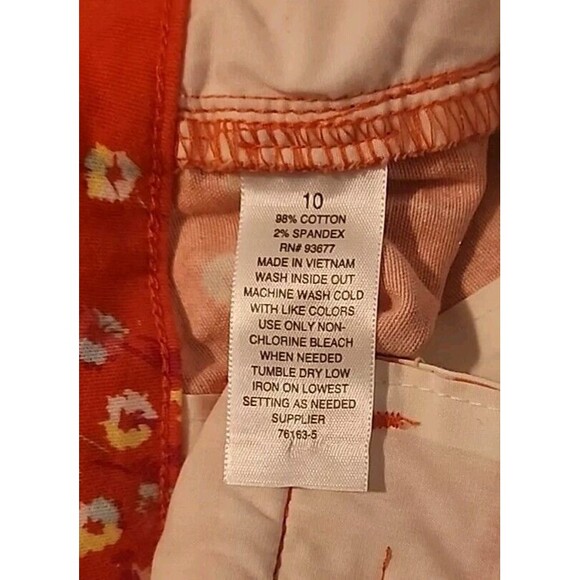 10
98% COTTON
2% SPANDEX
RN# 93677
MADE IN VIETNAM
WASH INSIDE OUT
MACHINE WASH COLD
WITH LIKE COLORS
USE ONLY NON-
CHLORINE BLEACH
WHEN NEEDED
TUMBLE DRY LOW
IRON ON LOWEST
SETTING AS NEEDED
SUPPLIER
76163-5